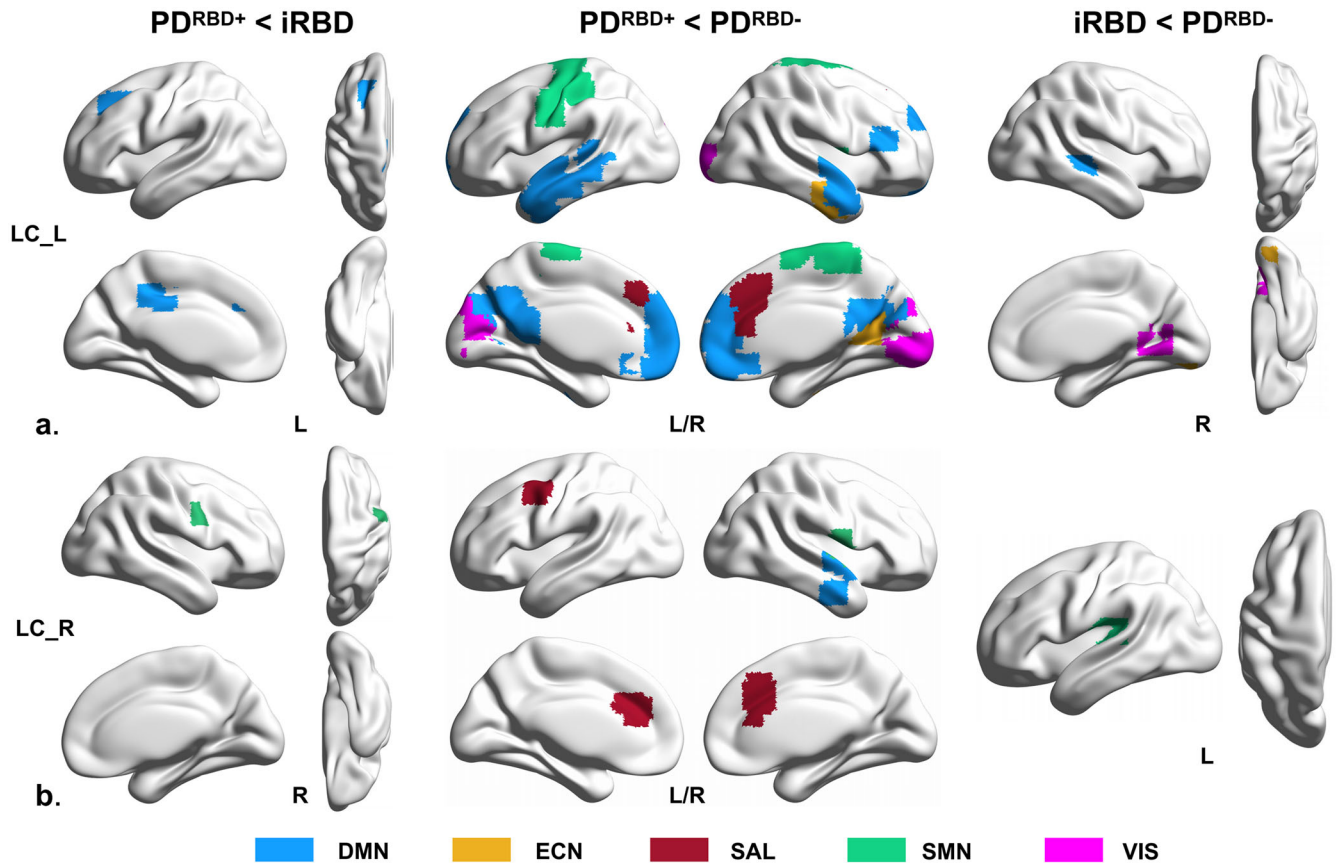 PDRBD+ < iRBD
PDRBD+ < PDRBD-
iRBD < PDRBD-
LC_L
a.
L
L/R
R
LC_R
b.
R
L/R
L
DMN
ECN
SAL
SMN
VIS